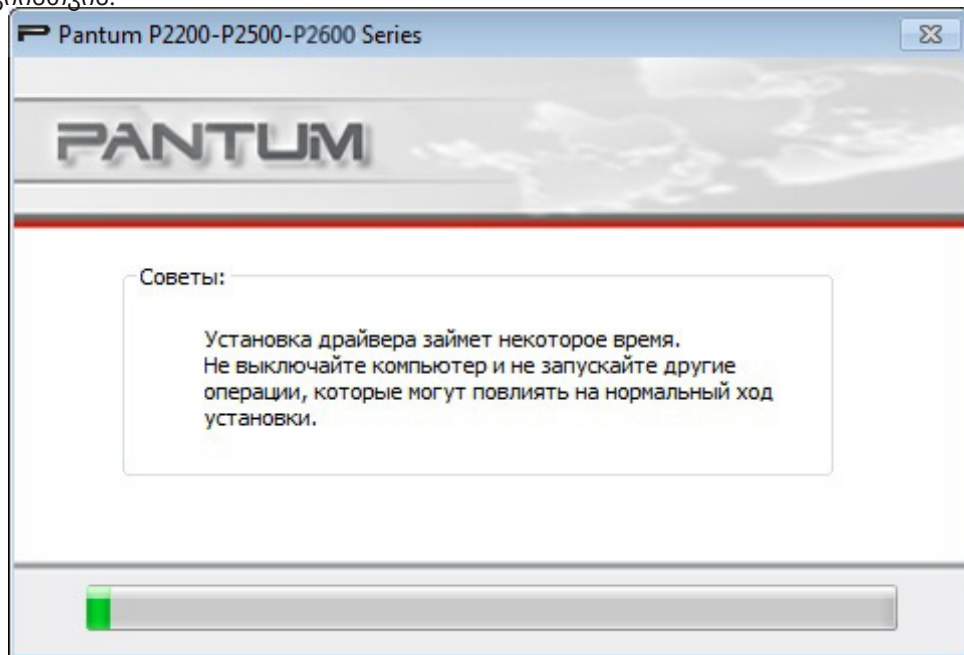 Pantum P2200-P2500-P2600 Series
PANTUM
Советы:
Установка драйвера займет некоторое время.
Не выключайте компьютер и не запускайте другие
операции, которые могут повлиять на нормальный ход
установки.